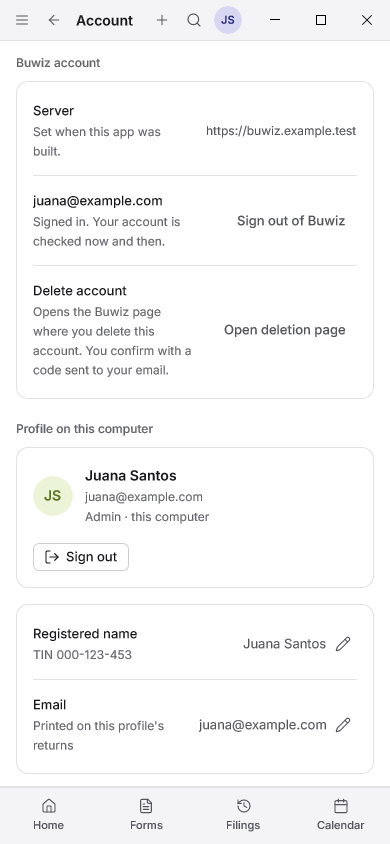 Account
JS
Buwiz account
Server
Set when this app was
built.
https://buwiz.example.test
juana@example.com
Signed in. Your account is
checked now and then.
Sign out of Buwiz
Delete account
Opens the Buwiz page
where you delete this
account. You confirm with a
code sent to your email.
Open deletion page
Profile on this computer
JS
Juana Santos
juana@example.com
Admin · this computer
Sign out
Registered name
TIN 000-123-453
Juana Santos
Email
Printed on this profile's
returns
juana@example.com
Home
Forms
Filings
Calendar